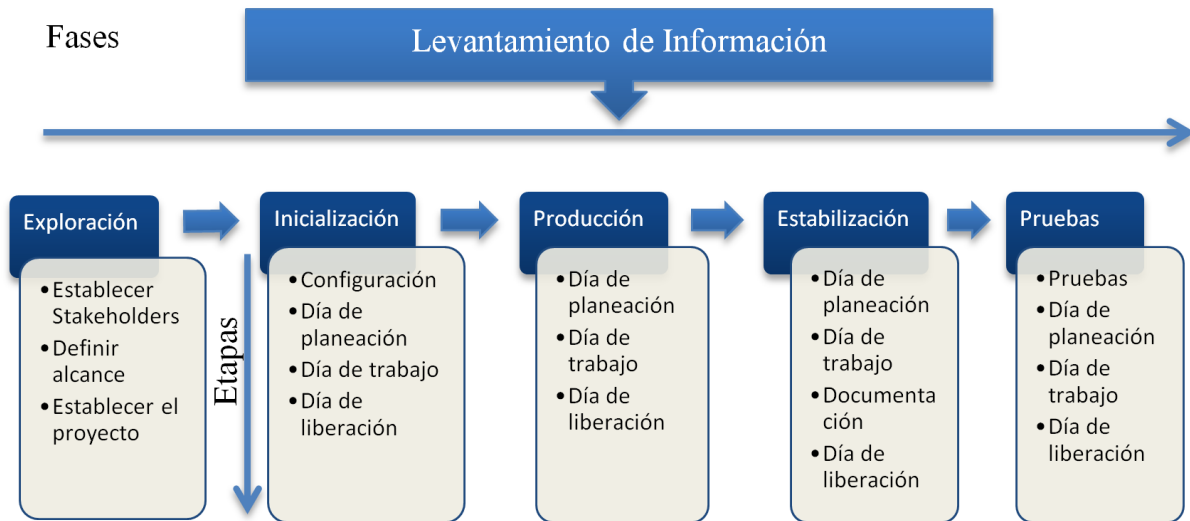 Fases
Levantamiento de Información
Exploración
•Establecer
Stakeholders
•Definir
alcance
•Establecer el
proyecto
Etapas
Inicialización
•Configuración
•Día de
planeación
•Día de trabajo
•Día de
liberación
Producción
•Día de
planeación
•Día de
trabajo
•Día de
liberación
Estabilización
•Día de
planeación
•Día de
trabajo
•Documenta
ción
•Día de
liberación
Pruebas
•Pruebas
•Día de
planeación
•Día de
trabajo
•Día de
liberación